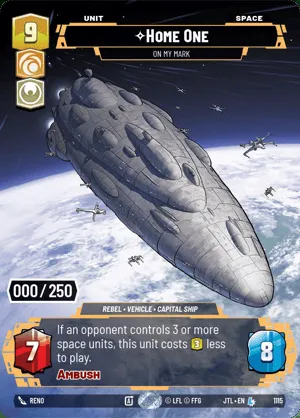 UNIT
SPACE
9
✧HOME ONE
ON MY MARK
000/250
REBEL • VEHICLE • CAPITAL SHIP
If an opponent controls 3 or more
space units, this unit costs 3 less
to play.
AMBUSH
7
8
RENO
© LFL © FFG
JTL • EN
1115